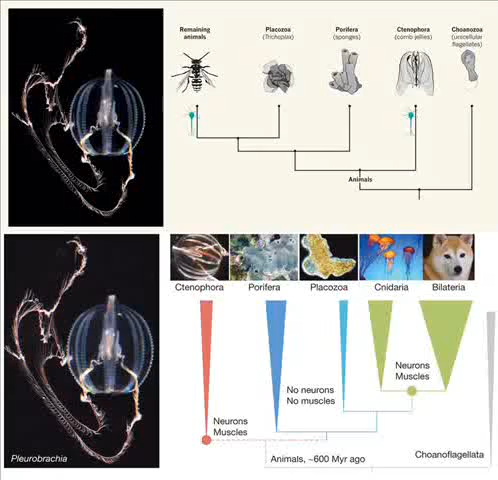 Remaining
animals
Placozoa
(Trichoplax)
Porifera
(sponges)
Ctenophora
(comb jellies)
Choanozoa
(unicellular
flagellates)
Animals
Ctenophora
Porifera
Placozoa
Cnidaria
Bilateria
Neurons
Muscles
No neurons
No muscles
Neurons
Muscles
Choanoflagellata
Animals, ~600 Myr ago
Pleurobrachia